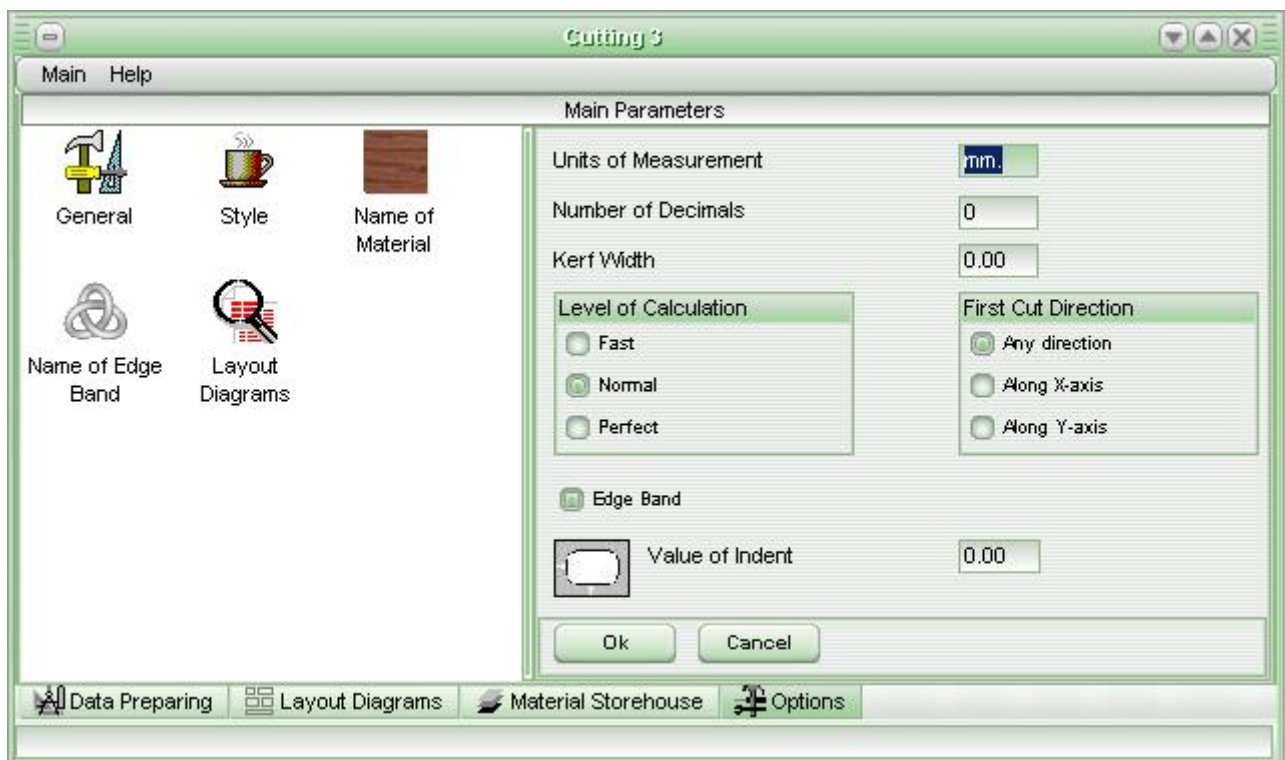 Cutting 3
Main Help
Main Parameters
General
Style
Name of
Material
Name of Edge
Band
Layout
Diagrams
Units of Measurement mm.
Number of Decimals 0
Kerf Width 0.00
Level of Calculation
Fast
Normal
Perfect
First Cut Direction
Any direction
Along X-axis
Along Y-axis
Edge Band
Value of Indent 0.00
Ok Cancel
Data Preparing Layout Diagrams Material Storehouse Options